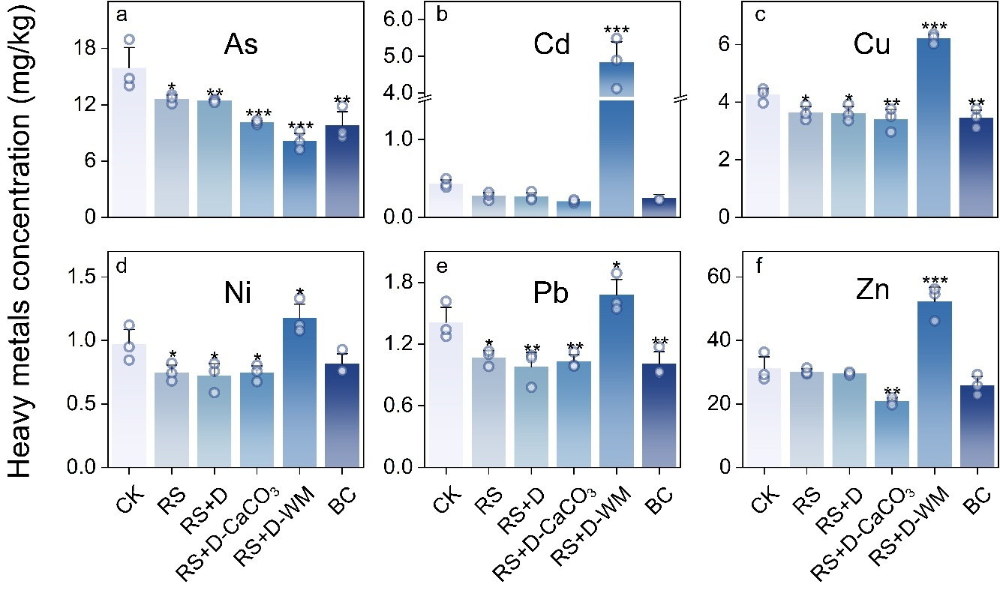 Heavy metals concentration (mg/kg)
a
As
18
12
6
0
*
**
***
***
**
b
Cd
6.0
5.0
4.0
1.0
0.0
***
c
Cu
6
4
2
0
*
*
**
***
**
d
Ni
1.5
1.0
0.5
0.0
*
*
*
*
e
Pb
1.8
1.2
0.6
0.0
*
**
**
*
**
f
Zn
60
40
20
0
**
***
CK
RS
RS+D
RS+D-CaCO₃
RS+D-WM
BC
CK
RS
RS+D
RS+D-CaCO₃
RS+D-WM
BC
CK
RS
RS+D
RS+D-CaCO₃
RS+D-WM
BC